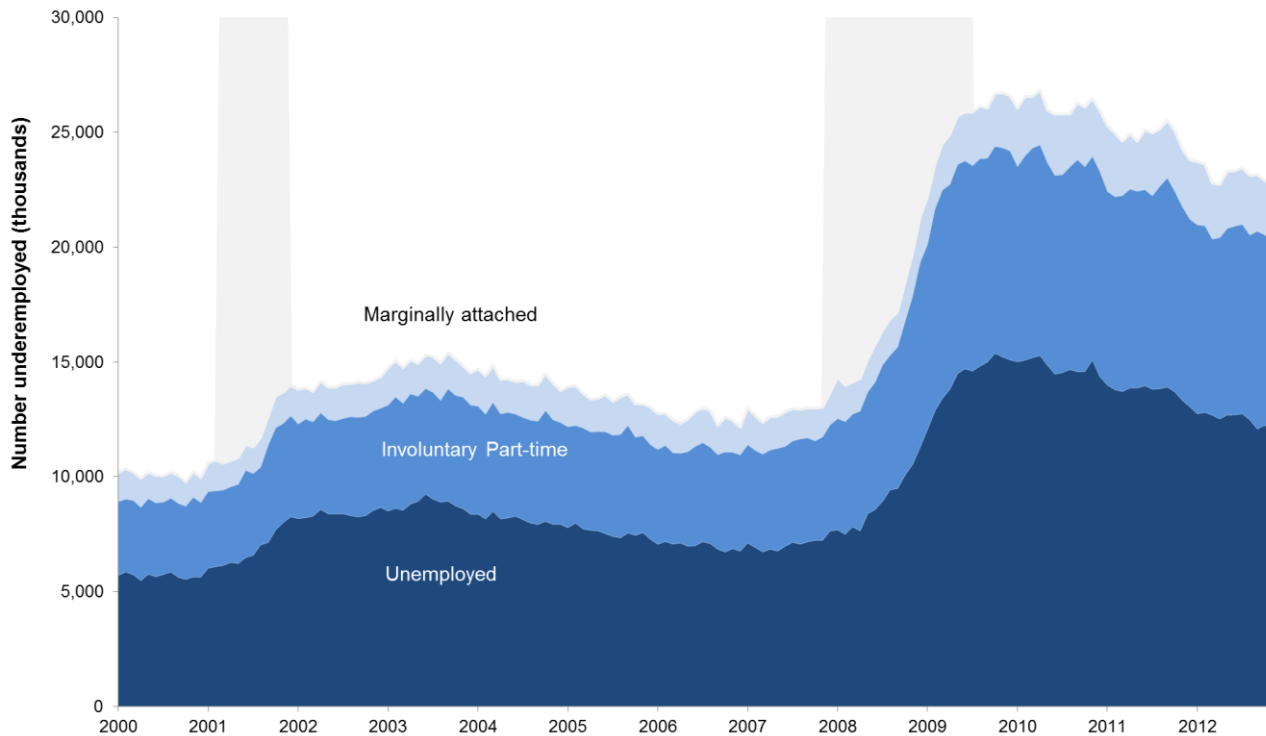 30,000
25,000
20,000
15,000
10,000
5,000
0
Number underemployed (thousands)
Marginally attached
Involuntary Part-time
Unemployed
2000 2001 2002 2003 2004 2005 2006 2007 2008 2009 2010 2011 2012